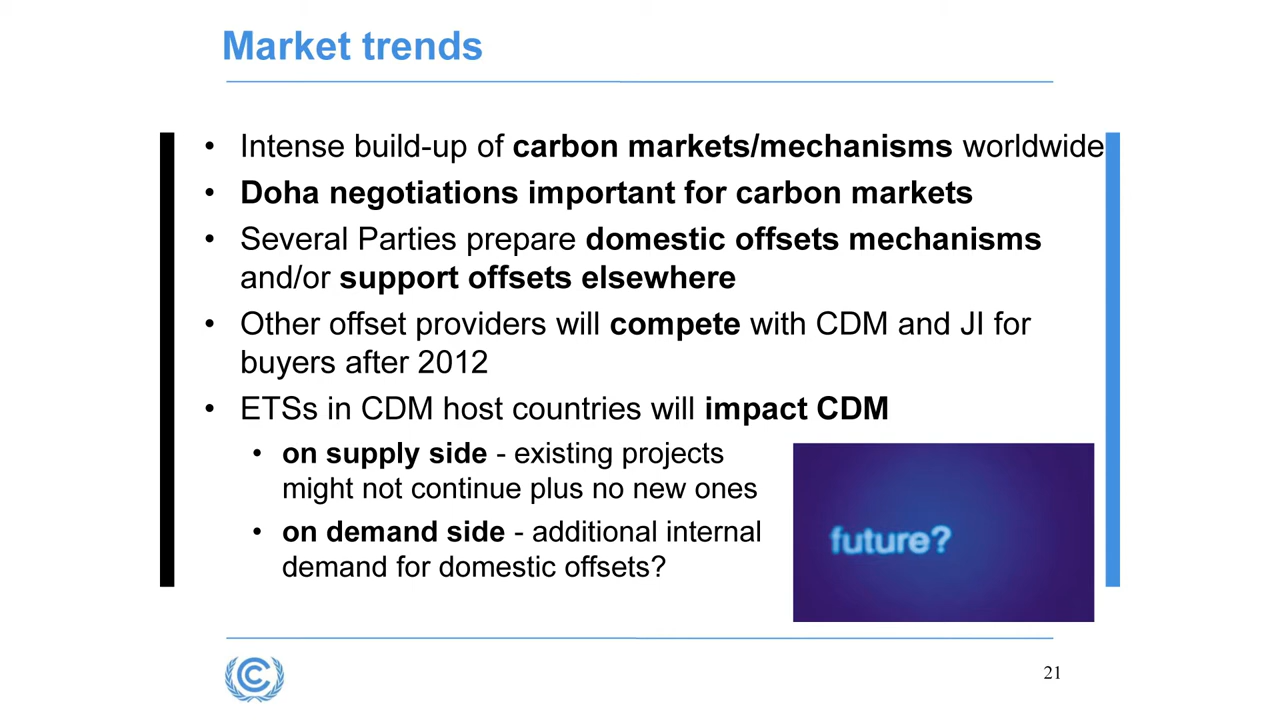 Market trends
• Intense build-up of carbon markets/mechanisms worldwide
• Doha negotiations important for carbon markets
• Several Parties prepare domestic offsets mechanisms
and/or support offsets elsewhere
• Other offset providers will compete with CDM and JI for
buyers after 2012
• ETSs in CDM host countries will impact CDM
• on supply side - existing projects
might not continue plus no new ones
• on demand side - additional internal
demand for domestic offsets?
future?
21